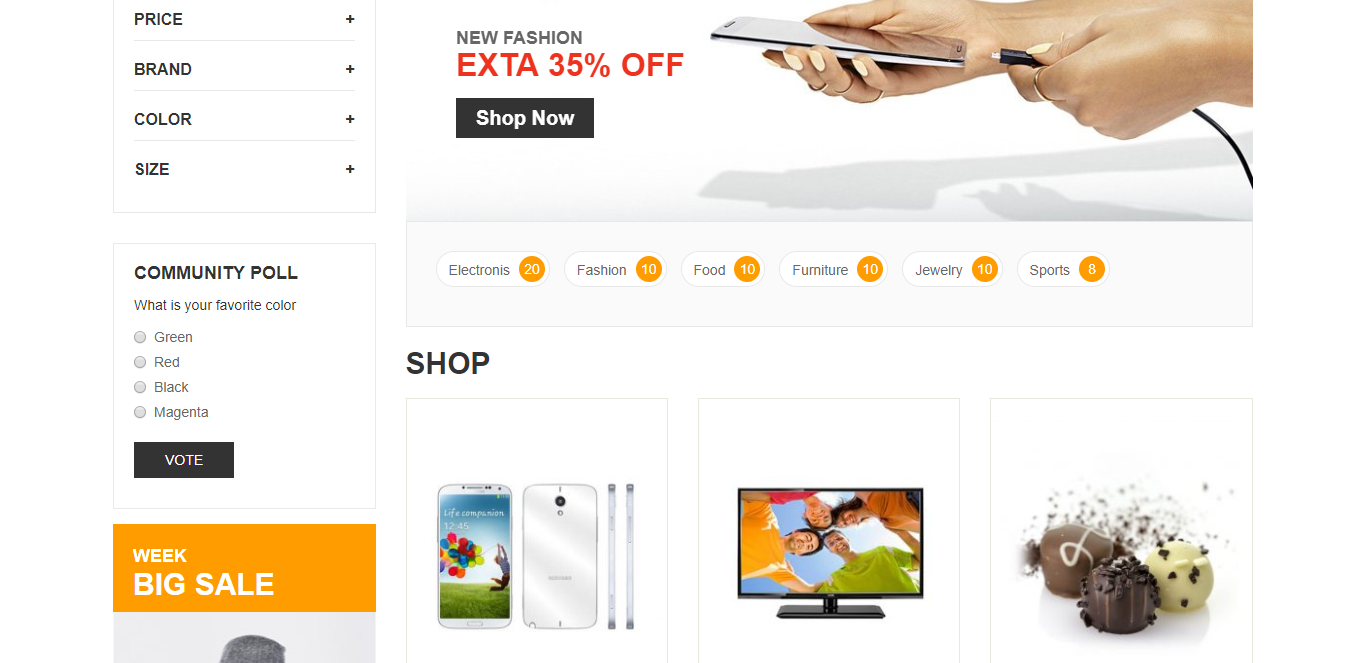 PRICE +
BRAND +
COLOR +
SIZE +
COMMUNITY POLL
What is your favorite color
Green
Red
Black
Magenta
VOTE
WEEK
BIG SALE
NEW FASHION
EXTA 35% OFF
Shop Now
Electronis 20 Fashion 10 Food 10 Furniture 10 Jewelry 10 Sports 8
SHOP
Life companion
12:45